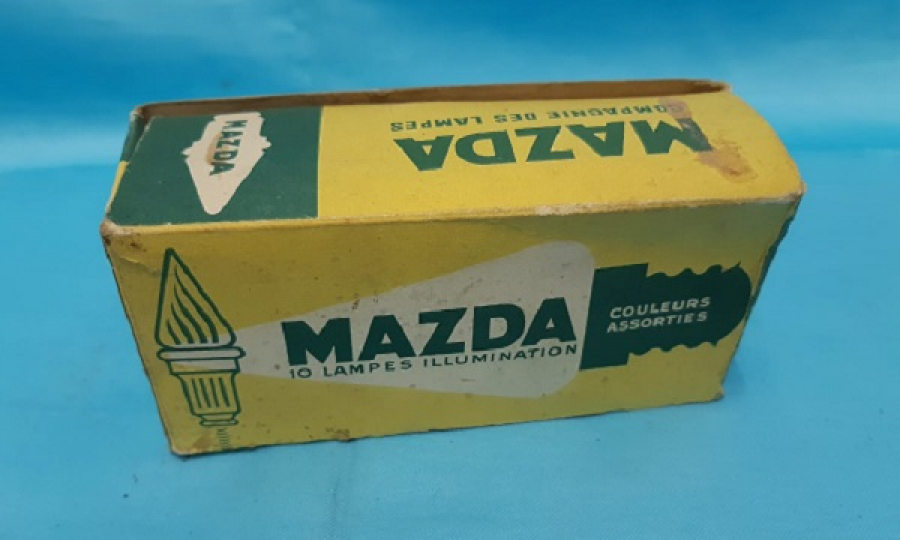 MAZDA
MAZDA
COMPAGNIE DES LAMPES
MAZDA
10 LAMPES ILLUMINATION
COULEURS
ASSORTIES